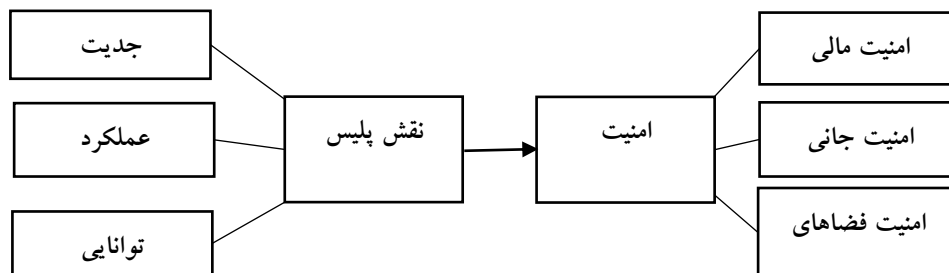 جدیت
عملکرد
توانایی
نقش پلیس
امنیت
امنیت مالی
امنیت جانی
امنیت فضاهای